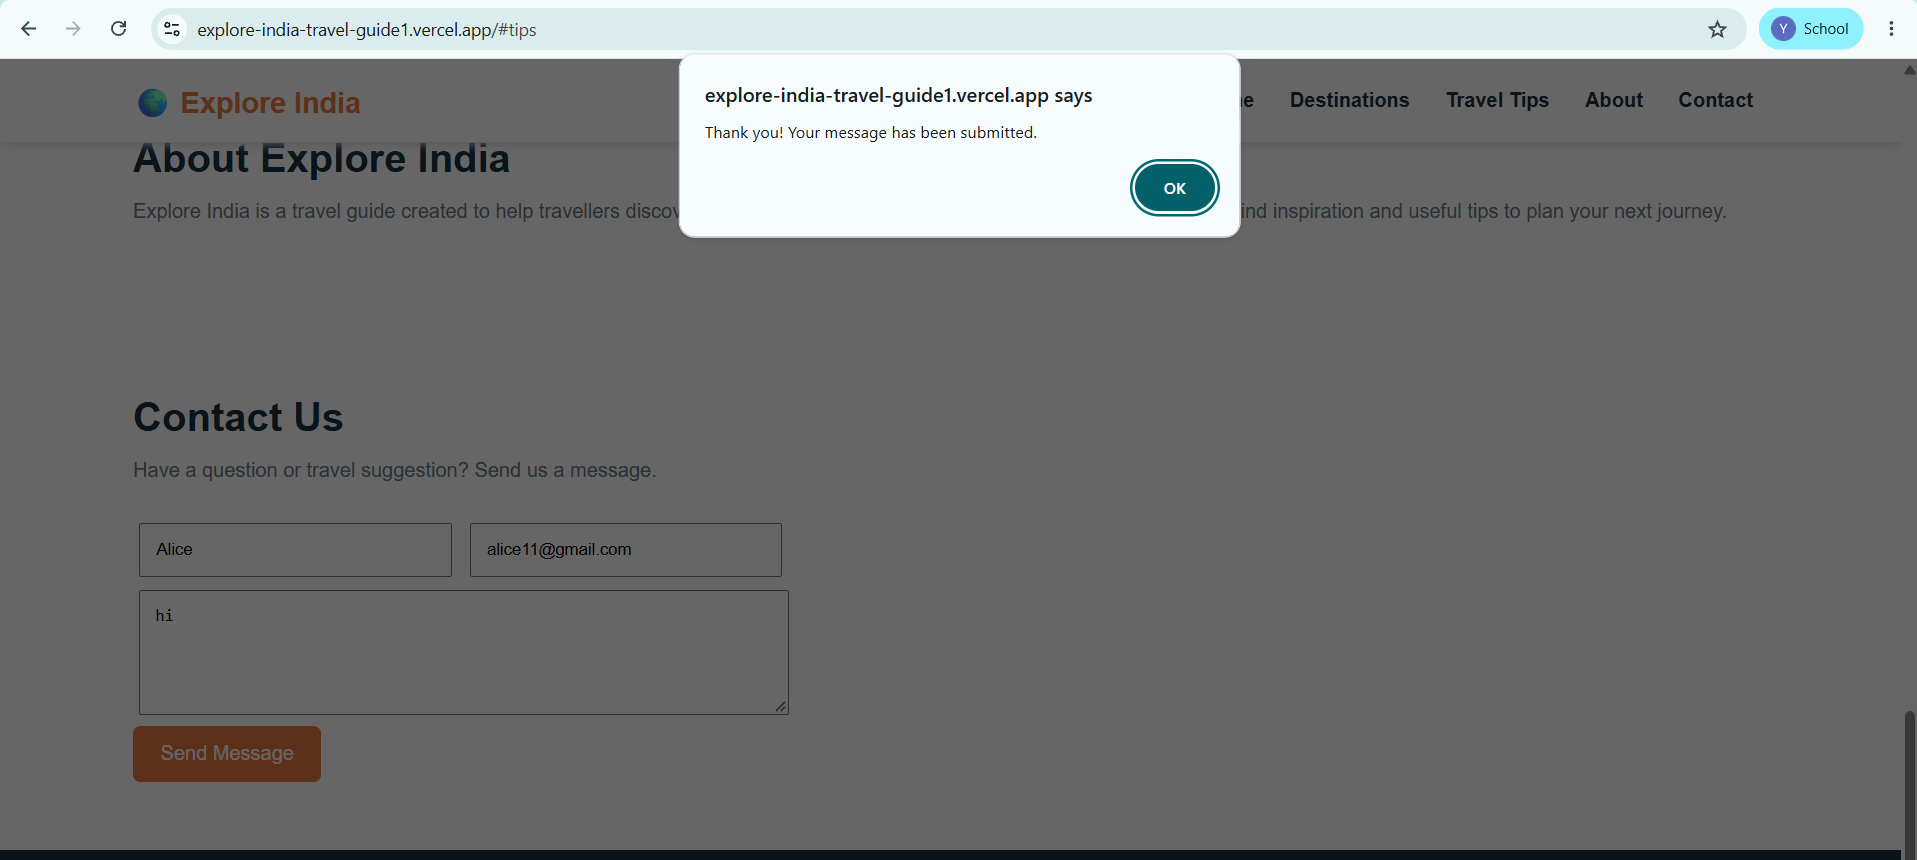 explore-india-travel-guide1.vercel.app/#tips
Y School
explore-india-travel-guide1.vercel.app says
Thank you! Your message has been submitted.
OK
Explore India
Destinations Travel Tips About Contact
About Explore India
Explore India is a travel guide created to help travellers inspiration and useful tips to plan your next journey.
Contact Us
Have a question or travel suggestion? Send us a message.
Alice alice11@gmail.com
hi
Send Message